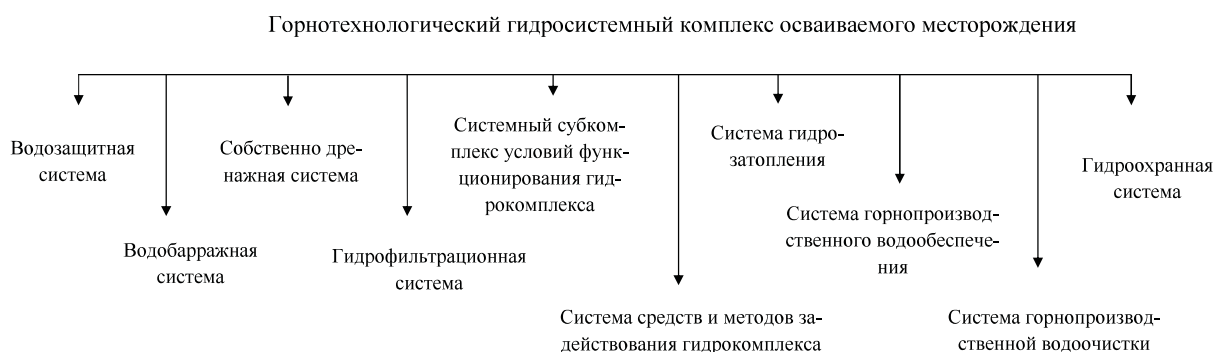 Горнотехнологический гидросистемный комплекс осваиваемого месторождения
Водозащитная
система
Водобарражная
система
Собственно дре-
нажная система
Гидрофильтрационная
система
Системный субком-
плекс условий функ-
ционирования гид-
рокомплекса
Система средств и методов за-
действования гидрокомплекса
Система гидро-
затопления
Система горнопроизвод-
ственного водообеспече-
ния
Система горнопроизвод-
ственной водоочистки
Гидроохранная
система